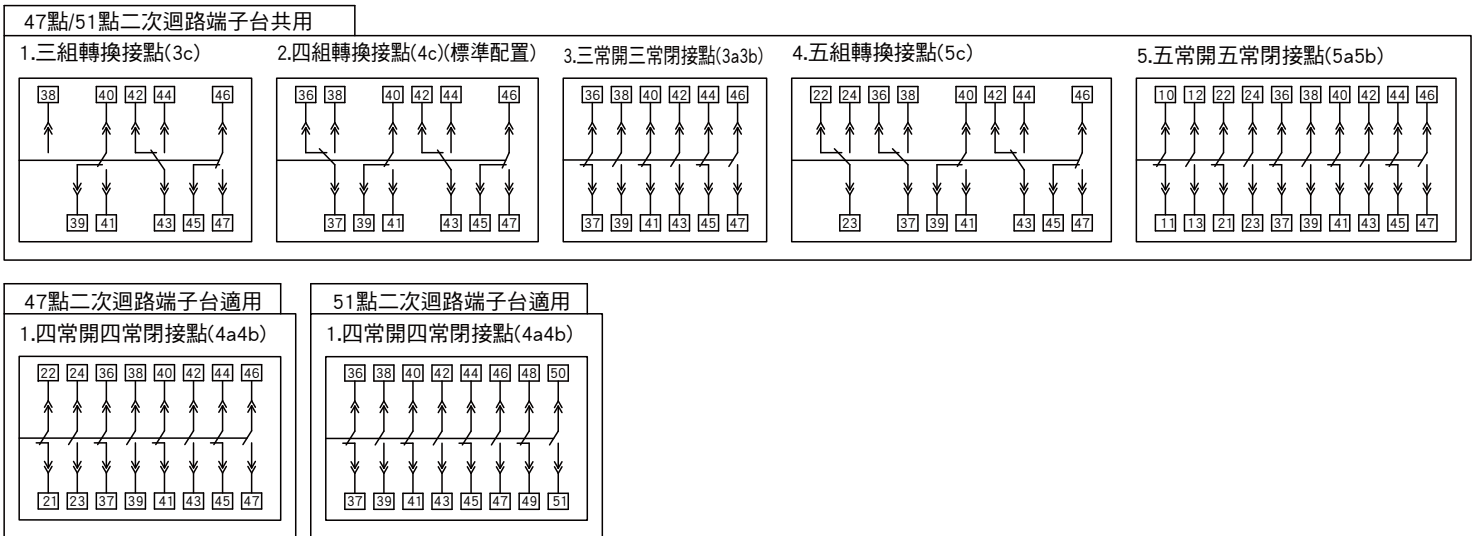 47點/51點二次迴路端子台共用
1.三組轉換接點(3c)
38 40 42 44 46
39 41 43 45 47
2.四組轉換接點(4c)(標準配置)
36 38 40 42 44 46
37 39 41 43 45 47
3.三常開三常閉接點(3a3b)
36 38 40 42 44 46
37 39 41 43 45 47
4.五組轉換接點(5c)
22 24 36 38 40 42 44 46
23 37 39 41 43 45 47
5.五常開五常閉接點(5a5b)
10 12 22 24 36 38 40 42 44 46
11 13 21 23 37 39 41 43 45 47
47點二次迴路端子台適用
1.四常開四常閉接點(4a4b)
22 24 36 38 40 42 44 46
21 23 37 39 41 43 45 47
51點二次迴路端子台適用
1.四常開四常閉接點(4a4b)
36 38 40 42 44 46 48 50
37 39 41 43 45 47 49 51